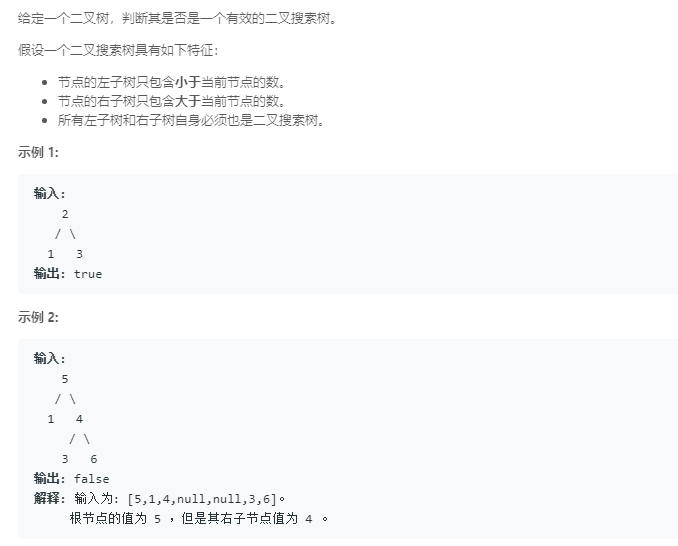 给定一个二叉树，判断其是否是一个有效的二叉搜索树。
假设一个二叉搜索树具有如下特征：
• 节点的左子树只包含小于当前节点的数。
• 节点的右子树只包含大于当前节点的数。
• 所有左子树和右子树自身必须也是二叉搜索树。
示例 1:
输入:
2
/ \
1 3
输出: true
示例 2:
输入:
5
/ \
1 4
/ \
3 6
输出: false
解释: 输入为: [5,1,4,null,null,3,6]。
根节点的值为 5 ，但是其右子节点值为 4 。